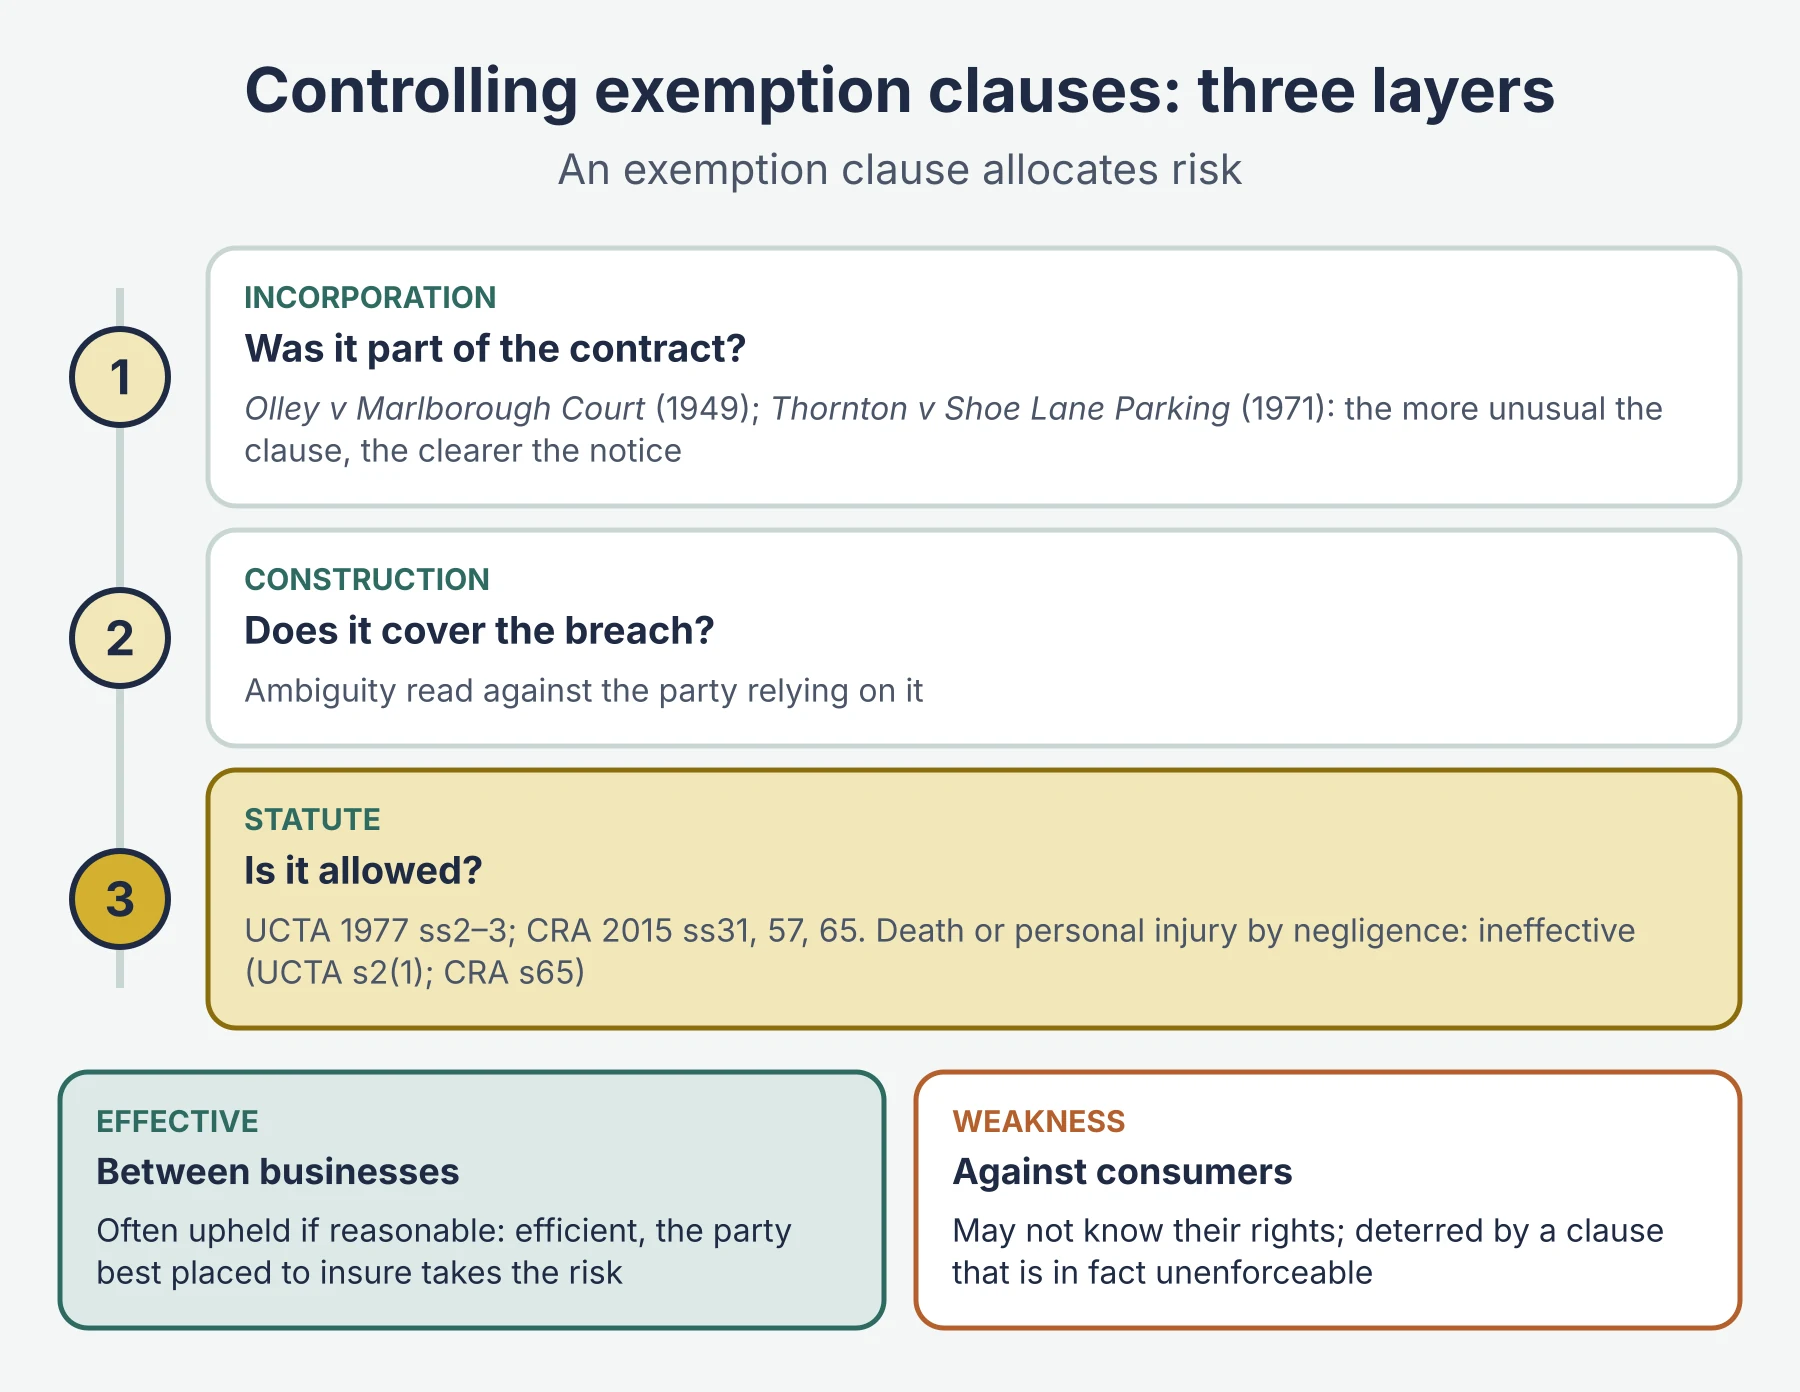 Controlling exemption clauses: three layers
An exemption clause allocates risk
1
INCORPORATION
Was it part of the contract?
Olley v Marlborough Court (1949); Thornton v Shoe Lane Parking (1971): the more unusual the
clause, the clearer the notice
2
CONSTRUCTION
Does it cover the breach?
Ambiguity read against the party relying on it
3
STATUTE
Is it allowed?
UCTA 1977 ss2–3; CRA 2015 ss31, 57, 65. Death or personal injury by negligence: ineffective
(UCTA s2(1); CRA s65)
EFFECTIVE
Between businesses
Often upheld if reasonable: efficient, the party
best placed to insure takes the risk
WEAKNESS
Against consumers
May not know their rights; deterred by a clause
that is in fact unenforceable